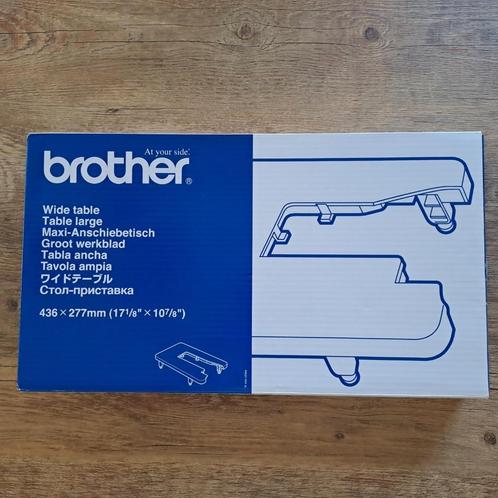 At your side.
brother®
Wide table
Table large
Maxi-Anschiebetisch
Groot werkblad
Tabla ancha
Tavola ampia
ワイドテーブル
Стол-приставка
436 × 277mm (17 1/8" × 10 7/8")